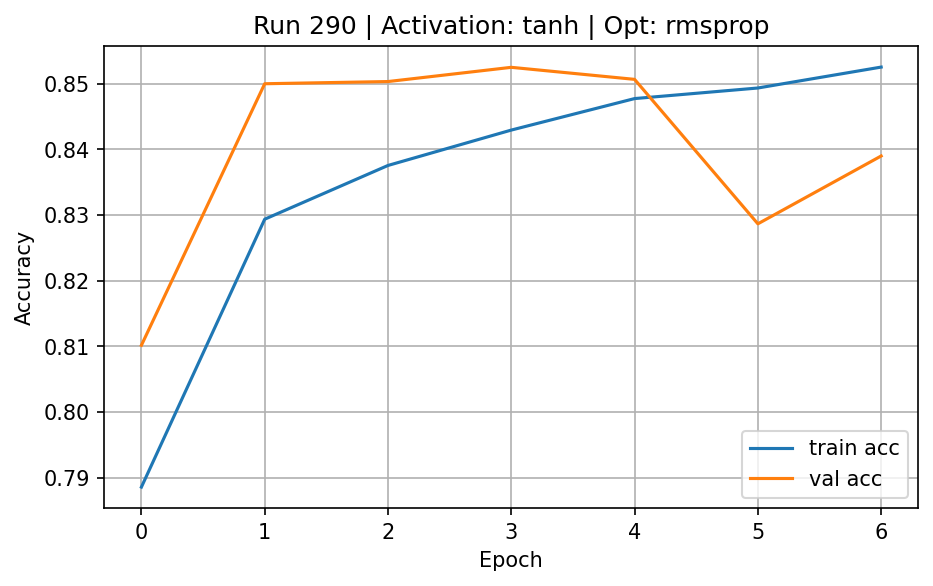 Run 290 | Activation: tanh | Opt: rmsprop
Accuracy
0.85
0.84
0.83
0.82
0.81
0.80
0.79
train acc
val acc
0 1 2 3 4 5 6
Epoch